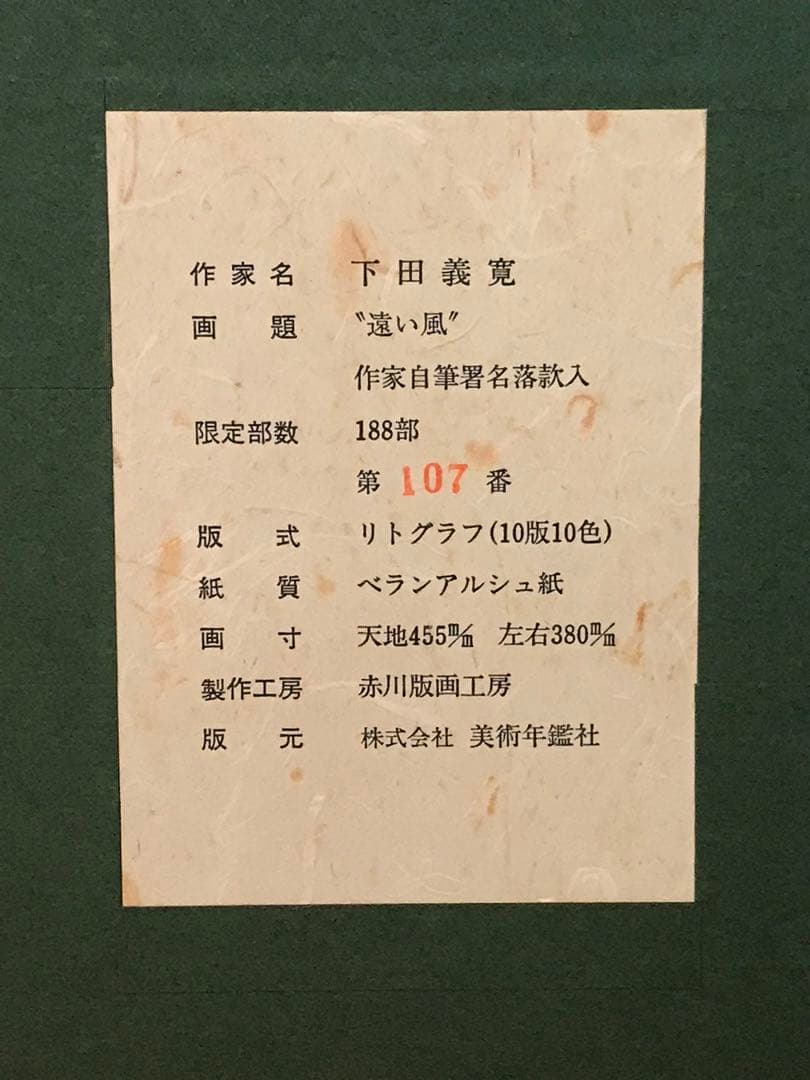 作家名 下田義寛
画題 〝遠い風〟
作家自筆署名落款入
限定部数 188部
第 107 番
版式 リトグラフ(10版10色)
紙質 ベランアルシュ紙
画寸 天地455㎜ 左右380㎜
製作工房 赤川版画工房
版元 株式会社 美術年鑑社